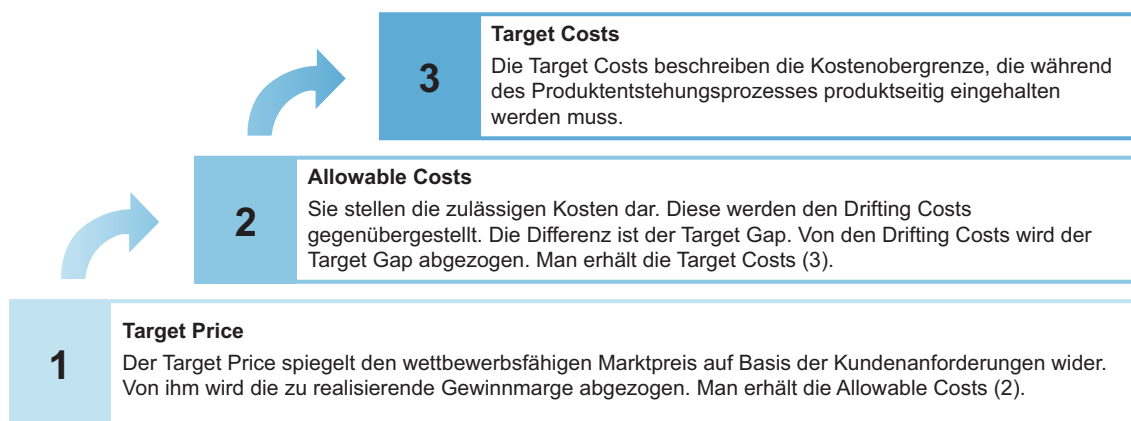 3
Target Costs
Die Target Costs beschreiben die Kostenobergrenze, die während
des Produktentstehungsprozesses produktseitig eingehalten
werden muss.
2
Allowable Costs
Sie stellen die zulässigen Kosten dar. Diese werden den Drifting Costs
gegenübergestellt. Die Differenz ist der Target Gap. Von den Drifting Costs wird der
Target Gap abgezogen. Man erhält die Target Costs (3).
1
Target Price
Der Target Price spiegelt den wettbewerbsfähigen Marktpreis auf Basis der Kundenanforderungen wider.
Von ihm wird die zu realisierende Gewinnmarge abgezogen. Man erhält die Allowable Costs (2).